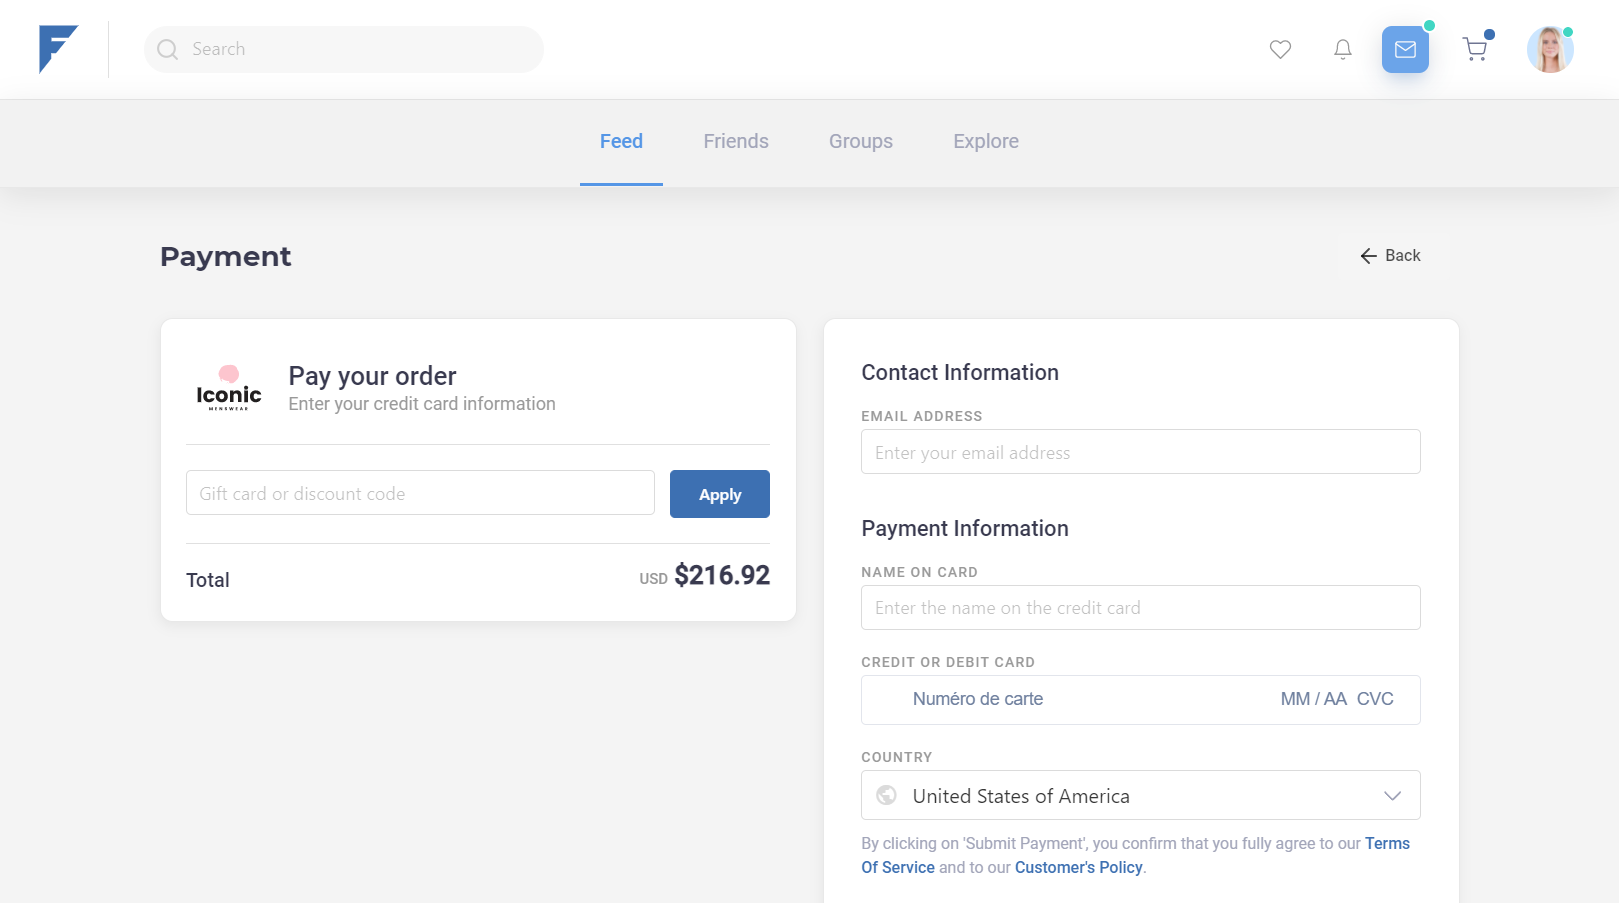 Search
Feed
Friends
Groups
Explore
Payment
Back
Iconic
MENSWEAR
Pay your order
Enter your credit card information
Gift card or discount code
Apply
Total
USD $216.92
Contact Information
EMAIL ADDRESS
Enter your email address
Payment Information
NAME ON CARD
Enter the name on the credit card
CREDIT OR DEBIT CARD
Numéro de carte MM / AA CVC
COUNTRY
United States of America
By clicking on 'Submit Payment', you confirm that you fully agree to our Terms
Of Service and to our Customer's Policy.